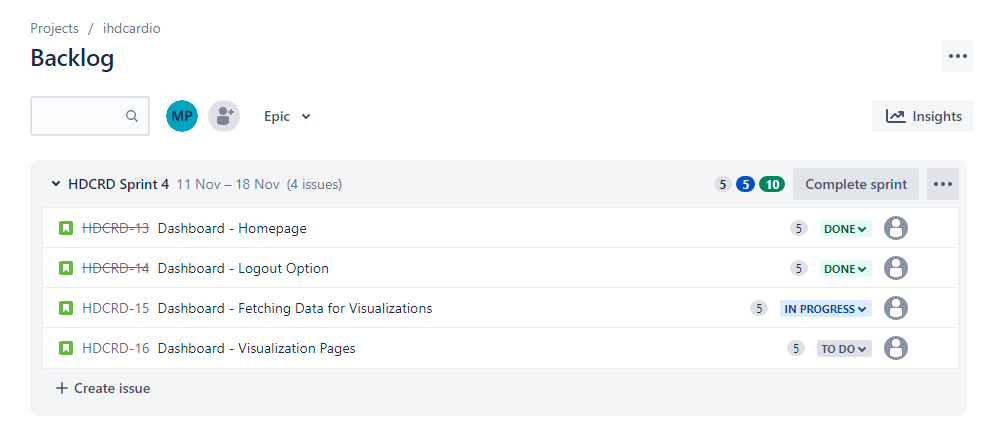 Projects / ihdcardio
Backlog
MP Epic Insights
HDCRD Sprint 4 11 Nov – 18 Nov (4 issues) 5 5 10 Complete sprint
HDCRD-13 Dashboard - Homepage 5 DONE
HDCRD-14 Dashboard - Logout Option 5 DONE
HDCRD-15 Dashboard - Fetching Data for Visualizations 5 IN PROGRESS
HDCRD-16 Dashboard - Visualization Pages 5 TO DO
+ Create issue